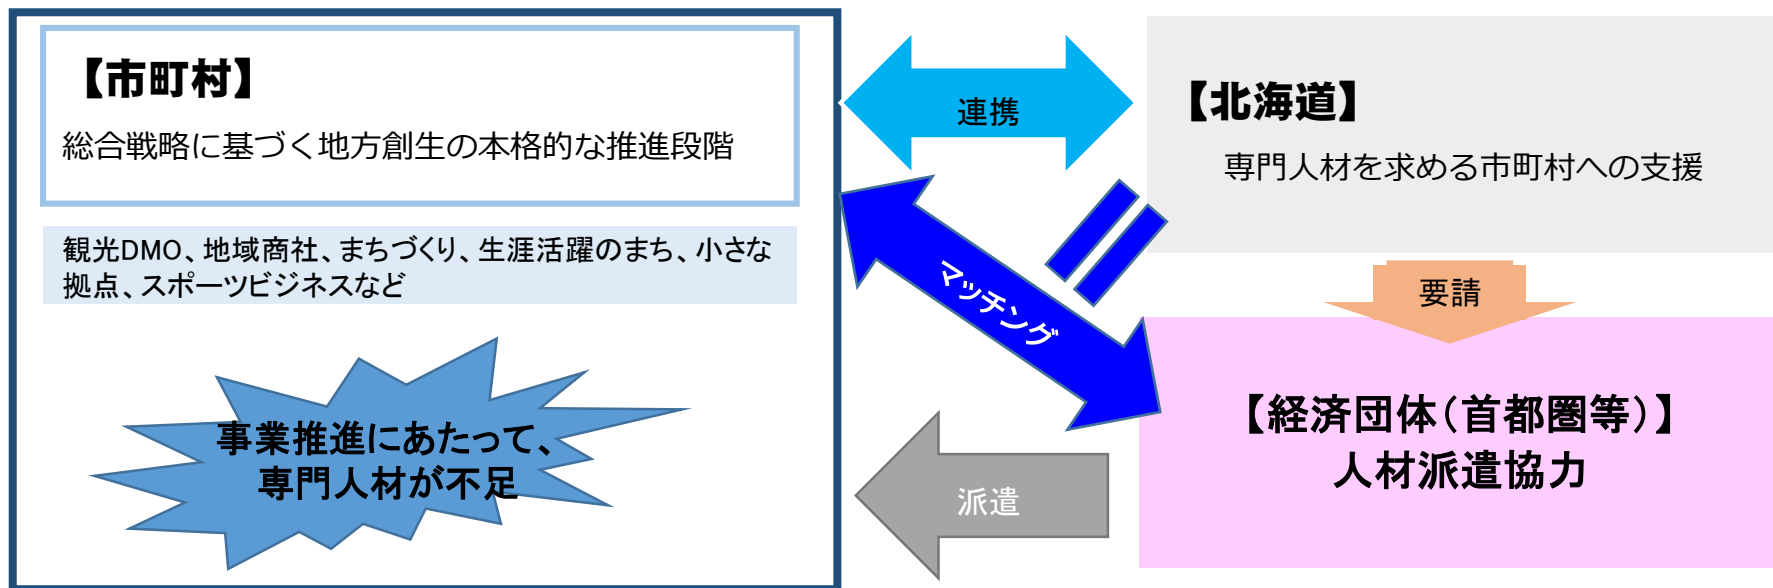 【市町村】
総合戦略に基づく地方創生の本格的な推進段階
観光DMO、地域商社、まちづくり、生涯活躍のまち、小さな
拠点、スポーツビジネスなど
事業推進にあたって、
専門人材が不足
連携
マッチング
派遣
【北海道】
専門人材を求める市町村への支援
要請
【経済団体（首都圏等）】
人材派遣協力